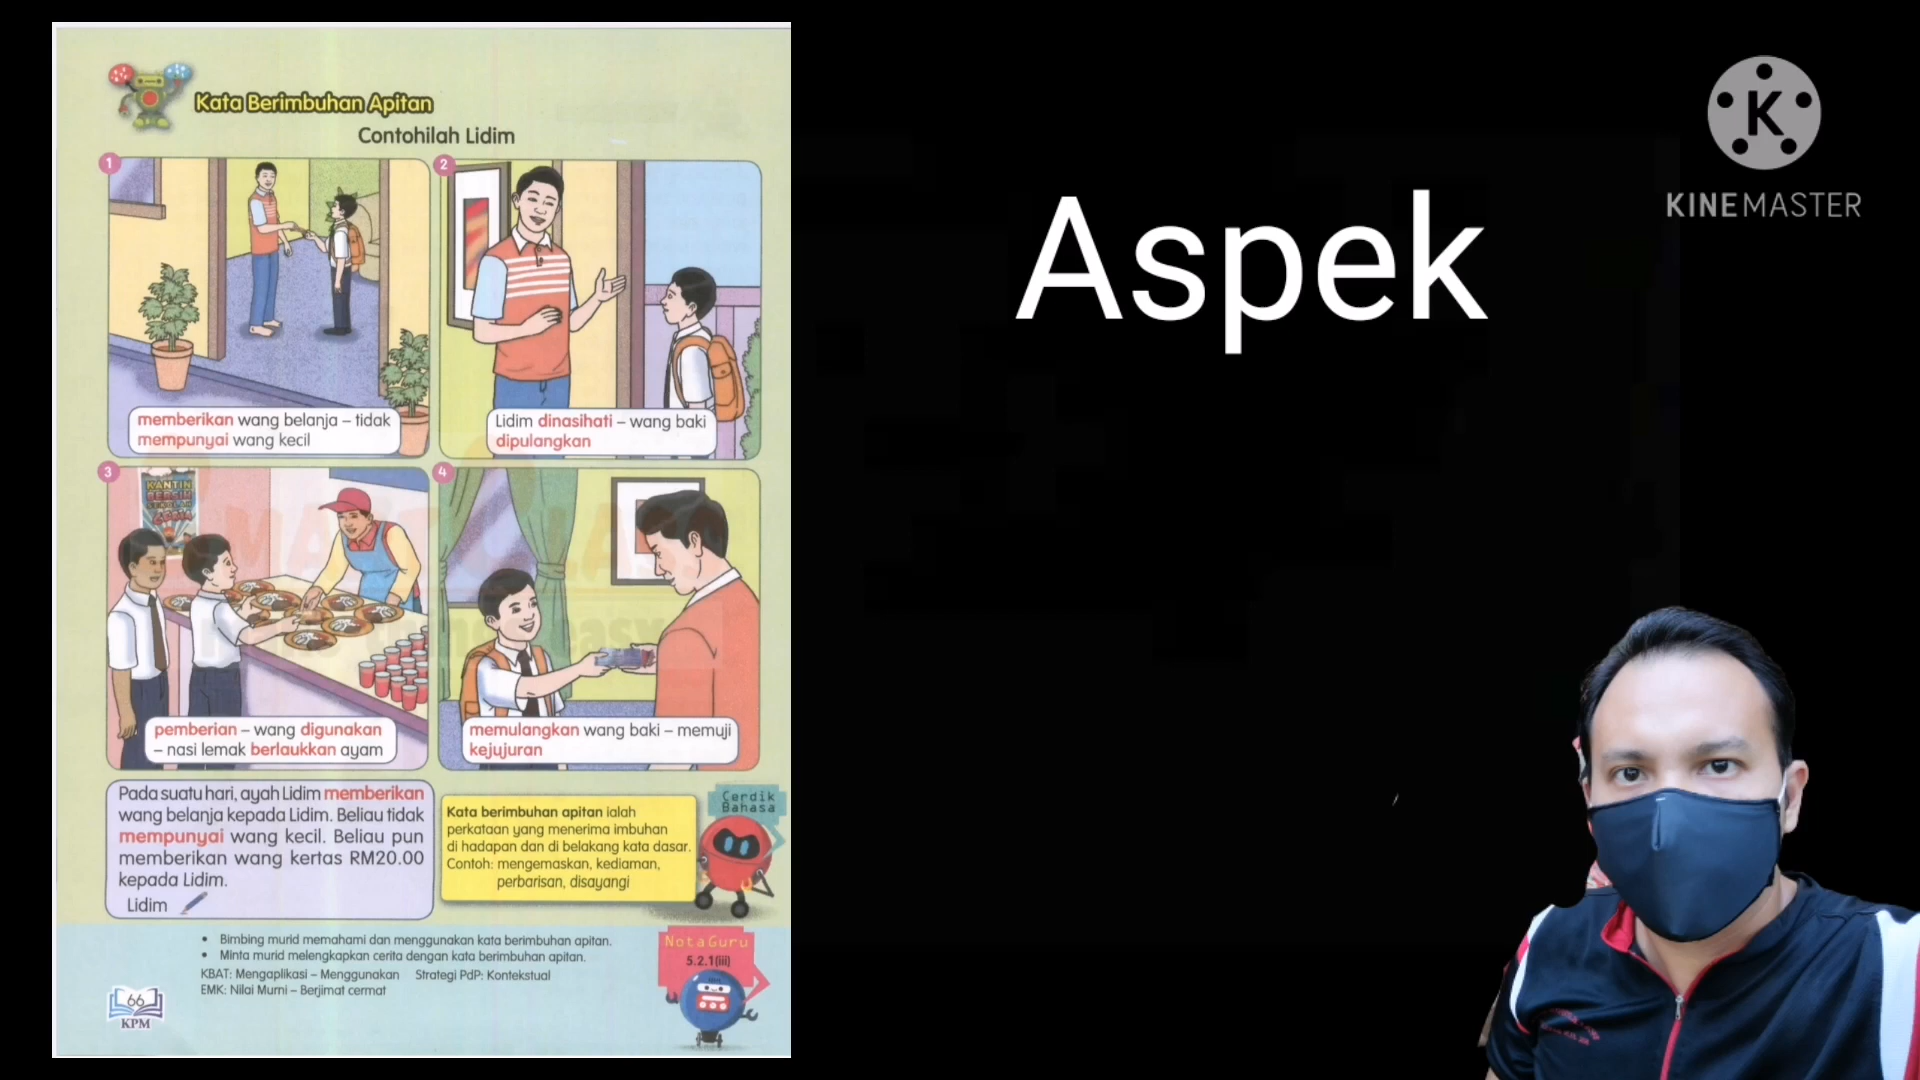 Kata Berimbuhan Apitan
Contohilah Lidim
1
memberikan wang belanja – tidak
mempunyai wang kecil
2
Lidim dinasihati – wang baki
dipulangkan
3
KANTIN
BERSIH
pemberian – wang digunakan
– nasi lemak berlaukkan ayam
4
memulangkan wang baki – memuji
kejujuran
Pada suatu hari, ayah Lidim memberikan
wang belanja kepada Lidim. Beliau tidak
mempunyai wang kecil. Beliau pun
memberikan wang kertas RM20.00
kepada Lidim.
Lidim
Cerdik
Bahasa
Kata berimbuhan apitan ialah
perkataan yang menerima imbuhan
di hadapan dan di belakang kata dasar.
Contoh: mengemaskan, kediaman,
perbarisan, disayangi
• Bimbing murid memahami dan menggunakan kata berimbuhan apitan.
• Minta murid melengkapkan cerita dengan kata berimbuhan apitan.
KBAT: Mengaplikasi – Menggunakan Strategi PdP: Kontekstual
EMK: Nilai Murni – Berjimat cermat
Nota Guru
5.2.1(iii)
66
KPM
Aspek
K
KINEMASTER